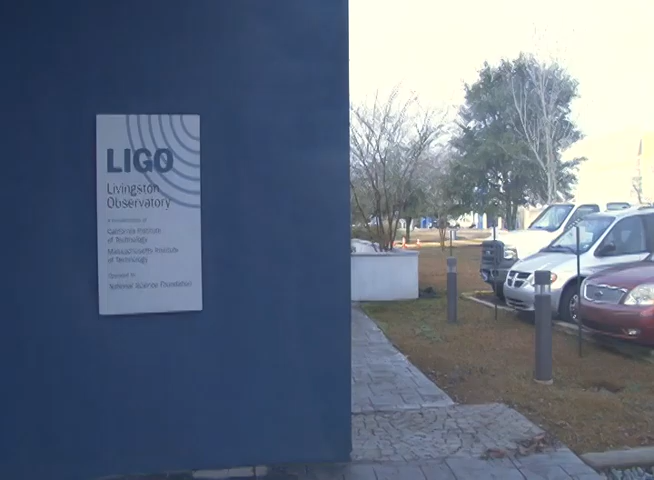 LIGO
Livingston
Observatory
California Institute
of Technology
Massachusetts Institute
of Technology
National Science Foundation